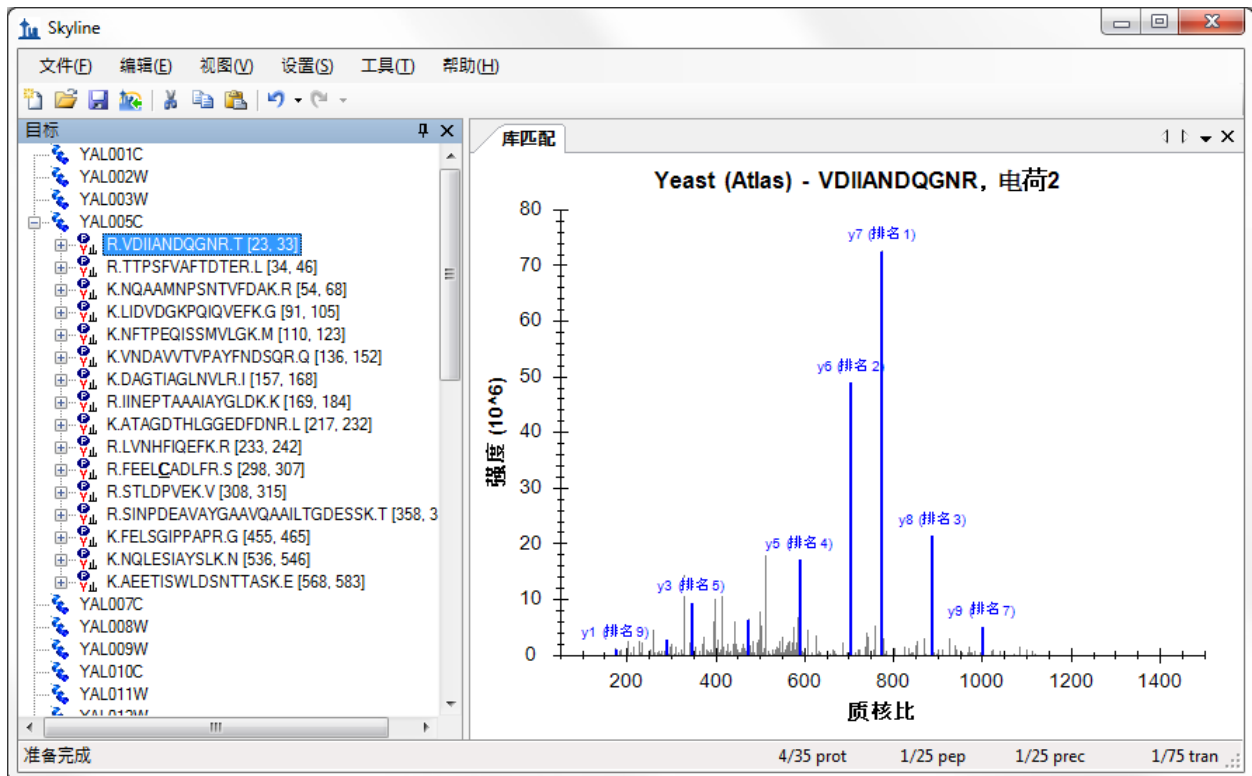 Skyline
文件(F) 编辑(E) 视图(V) 设置(S) 工具(T) 帮助(H)
目标
YAL001C
YAL002W
YAL003W
YAL005C
R.VDIIANDQGNR.T [23, 33]
R.TTPSFVAFTDTER.L [34, 46]
K.NQAAMNPSNTVFDAK.R [54, 68]
K.LIDVDGKPQIQVEFK.G [91, 105]
K.NFTPEQISSMVLGK.M [110, 123]
K.VNDAVVTVPAYFNDSQR.Q [136, 152]
K.DAGTIAGLNVLR.I [157, 168]
R.IINEPTAAAIAYGLDK.K [169, 184]
K.ATAGDTHLGGEDFDNR.L [217, 232]
R.LVNHFIQEFK.R [233, 242]
R.FEELCADLFR.S [298, 307]
R.STLDPVEK.V [308, 315]
R.SINPDEAVAYGAAVQAAILTGDESSK.T [358, 3
K.FELSGIPPAPR.G [455, 465]
K.NQLESIAYSLK.N [536, 546]
K.AEETISWLDSNTTASK.E [568, 583]
YAL007C
YAL008W
YAL009W
YAL010C
YAL011W
YAL012W
库匹配
Yeast (Atlas) - VDIIANDQGNR, 电荷2
强度 (10^6)
80
70
60
50
40
30
20
10
0
y7 (排名 1)
y6 (排名 2)
y8 (排名 3)
y5 (排名 4)
y3 (排名 5)
y9 (排名 7)
y1 (排名 9)
200 400 600 800 1000 1200 1400
质核比
准备完成
4/35 prot 1/25 pep 1/25 prec 1/75 tran